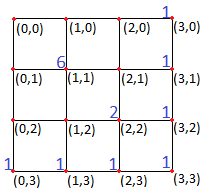 1
(0,0) (1,0) (2,0) (3,0)
6 1
(0,1) (1,1) (2,1) (3,1)
2 1
(0,2) (1,2) (2,2) (3,2)
1 1 1 1
(0,3) (1,3) (2,3) (3,3)